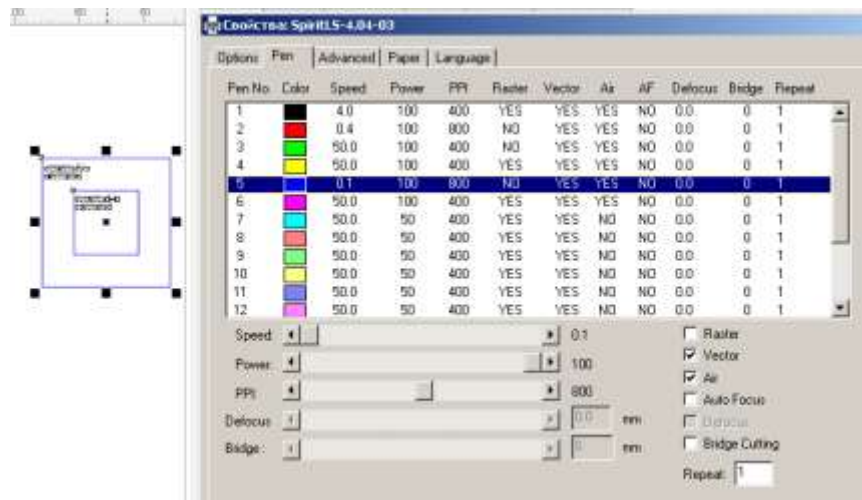 Свойства: SpiritLS-4.04-03
Options Pen Advanced Paper Language
Pen No Color Speed Power PPI Raster Vector Air AF Defocus Bridge Repeat
1 4.0 100 400 YES YES YES NO 0.0 0 1
2 0.4 100 800 NO YES YES NO 0.0 0 1
3 50.0 100 400 NO YES YES NO 0.0 0 1
4 50.0 100 400 YES YES YES NO 0.0 0 1
5 0.1 100 800 NO YES YES NO 0.0 0 1
6 50.0 100 400 YES YES YES NO 0.0 0 1
7 50.0 50 400 YES YES NO NO 0.0 0 1
8 50.0 50 400 YES YES NO NO 0.0 0 1
9 50.0 50 400 YES YES NO NO 0.0 0 1
10 50.0 50 400 YES YES NO NO 0.0 0 1
11 50.0 50 400 YES YES NO NO 0.0 0 1
12 50.0 50 400 YES YES NO NO 0.0 0 1
Speed: 0.1
Power: 100
PPI: 800
Defocus: 0.0 mm
Bridge: 0 mm
Raster
Vector
Air
Auto Focus
Defocus
Bridge Cutting
Repeat: 1